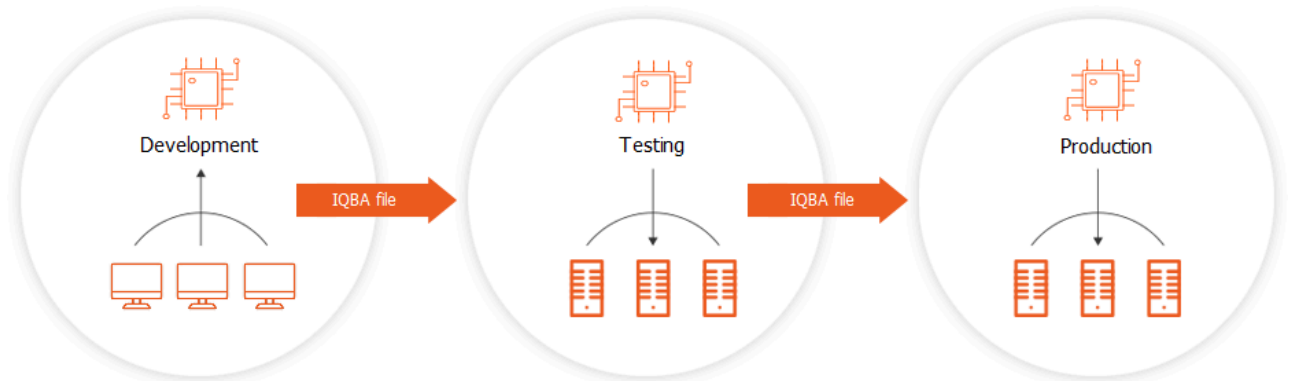 Development
IQBA file
Testing
IQBA file
Production